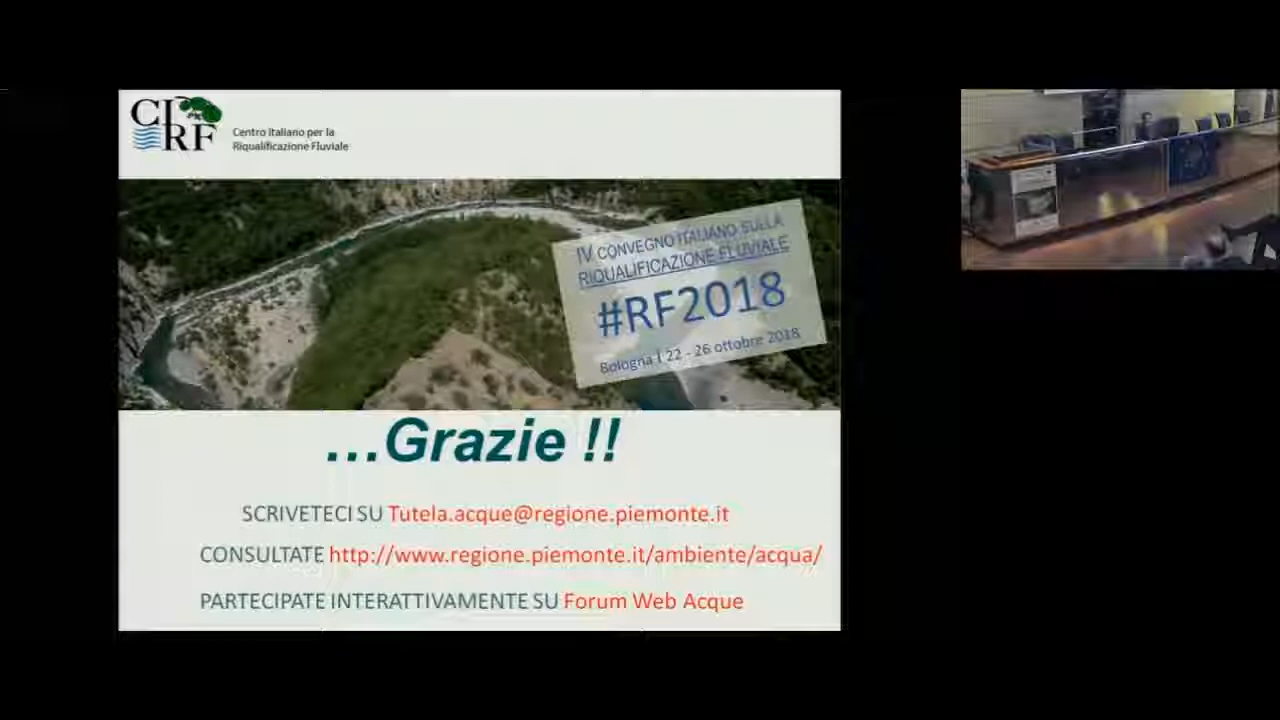 CIRF
Centro Italiano per la
Riqualificazione Fluviale
IV CONVEGNO ITALIANO SULLA
RIQUALIFICAZIONE FLUVIALE
#RF2018
Bologna | 22 - 26 ottobre 2018
...Grazie !!
SCRIVETECI SU Tutela.acque@regione.piemonte.it
CONSULTATE http://www.regione.piemonte.it/ambiente/acqua/
PARTECIPATE INTERATTIVAMENTE SU Forum Web Acque